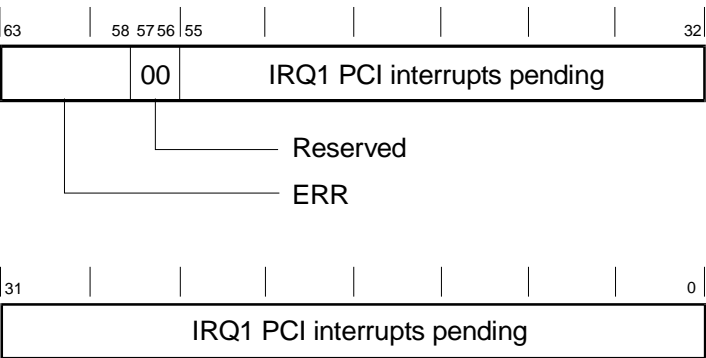 63 58 57 56 55 32
00 IRQ1 PCI interrupts pending
Reserved
ERR
31 0
IRQ1 PCI interrupts pending